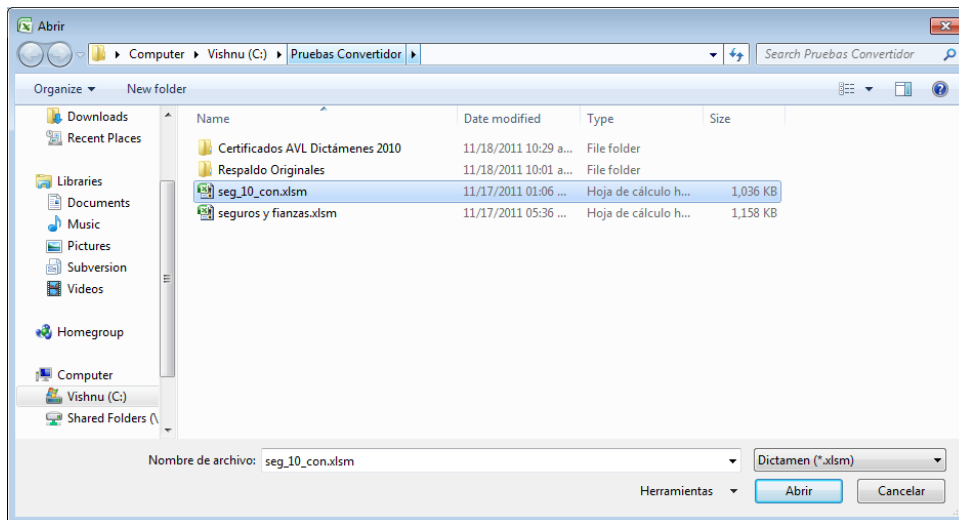 Abrir
Computer Vishnu (C:) Pruebas Convertidor Search Pruebas Convertidor
Organize New folder
Downloads
Recent Places
Libraries
Documents
Music
Pictures
Subversion
Videos
Homegroup
Computer
Vishnu (C:)
Shared Folders (\
Name Date modified Type Size
Certificados AVL Dictámenes 2010 11/18/2011 10:29 a... File folder
Respaldo Originales 11/18/2011 10:01 a... File folder
seg_10_con.xlsm 11/17/2011 01:06 ... Hoja de cálculo h... 1,036 KB
seguros y fianzas.xlsm 11/17/2011 05:36 ... Hoja de cálculo h... 1,158 KB
Nombre de archivo: seg_10_con.xlsm Dictamen (*.xlsm)
Herramientas Abrir Cancelar